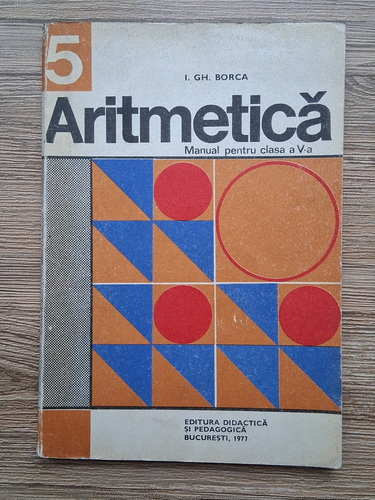 5
I. GH. BORCA
Aritmetică
Manual pentru clasa a V-a
EDITURA DIDACTICĂ
ȘI PEDAGOGICĂ
BUCUREȘTI, 1977